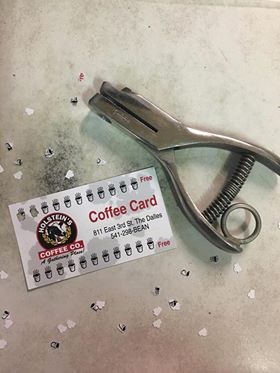 Free
HOLSTEIN'S
COFFEE CO.
A Gathering Place
Coffee Card
811 East 3rd St. The Dalles
541-298-BEAN
Free